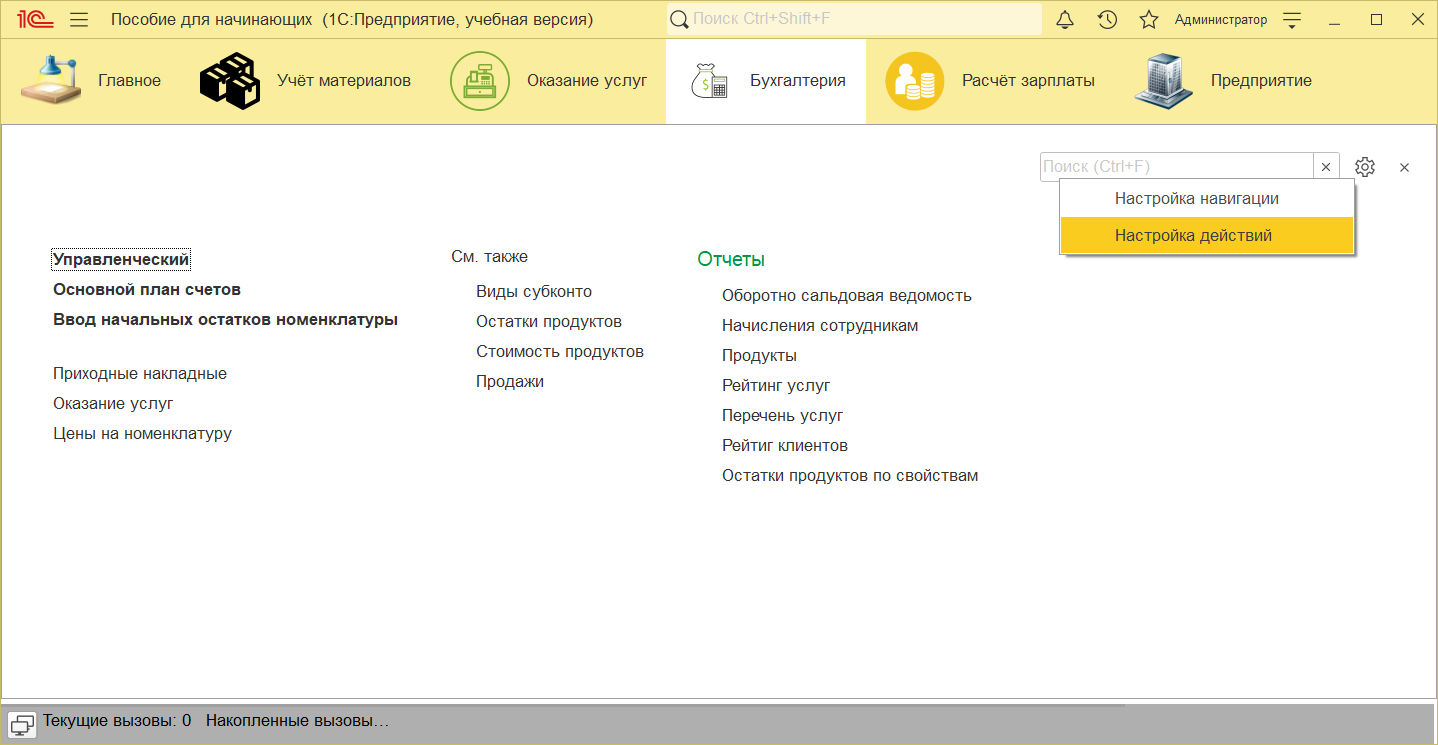 1С Пособие для начинающих (1С:Предприятие, учебная версия) Поиск Ctrl+Shift+F Администратор
Главное Учёт материалов Оказание услуг Бухгалтерия Расчёт зарплаты Предприятие
Поиск (Ctrl+F)
Настройка навигации
Настройка действий
Управленческий
Основной план счетов
Ввод начальных остатков номенклатуры
Приходные накладные
Оказание услуг
Цены на номенклатуру
См. также
Виды субконто
Остатки продуктов
Стоимость продуктов
Продажи
Отчеты
Оборотно сальдовая ведомость
Начисления сотрудникам
Продукты
Рейтинг услуг
Перечень услуг
Рейтиг клиентов
Остатки продуктов по свойствам
Текущие вызовы: 0 Накопленные вызовы…